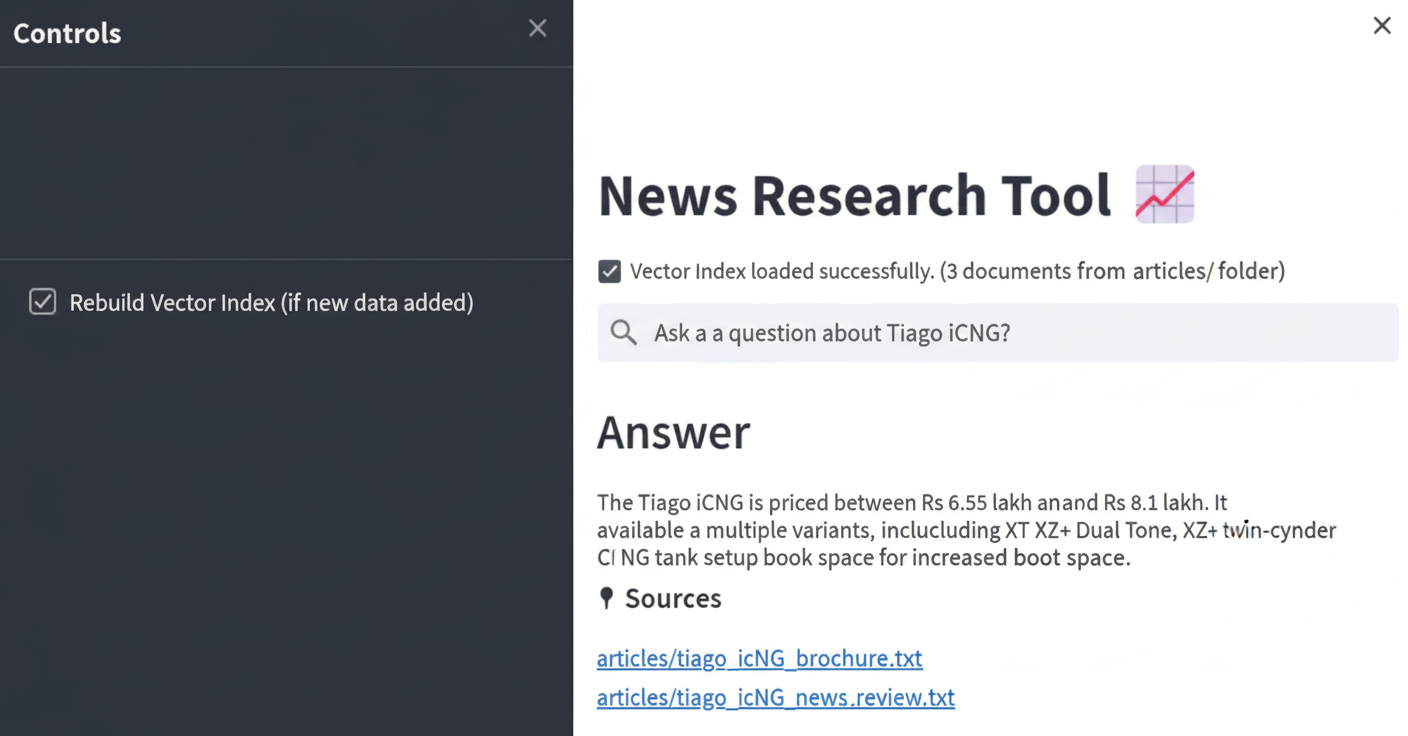 Controls
Rebuild Vector Index (if new data added)
News Research Tool
Vector Index loaded successfully. (3 documents from articles/ folder)
Ask a a question about Tiago iCNG?
Answer
The Tiago iCNG is priced between Rs 6.55 lakh anand Rs 8.1 lakh. It
available a multiple variants, inclucluding XT XZ+ Dual Tone, XZ+ twin-cynder
CI NG tank setup book space for increased boot space.
Sources
articles/tiago_icNG_brochure.txt
articles/tiago_icNG_news.review.txt